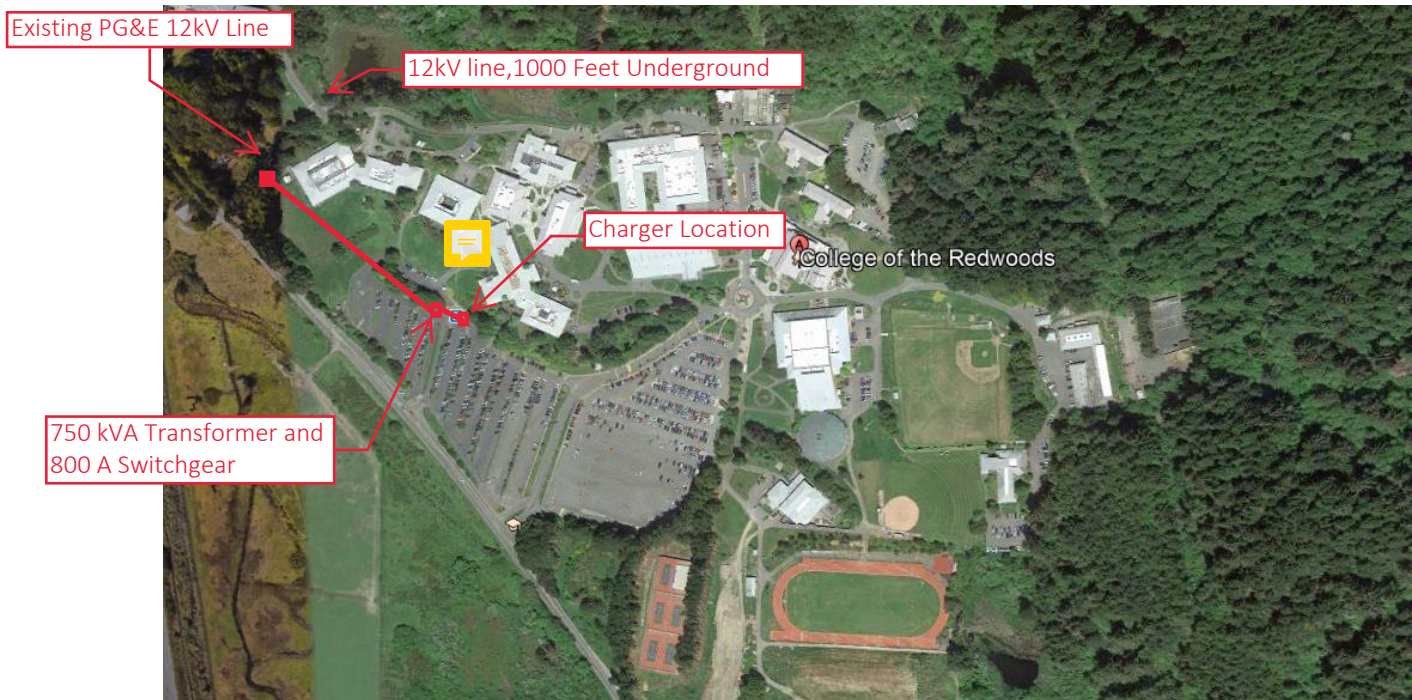 Existing PG&E 12kV Line
12kV line,1000 Feet Underground
Charger Location
A
College of the Redwoods
750 kVA Transformer and
800 A Switchgear